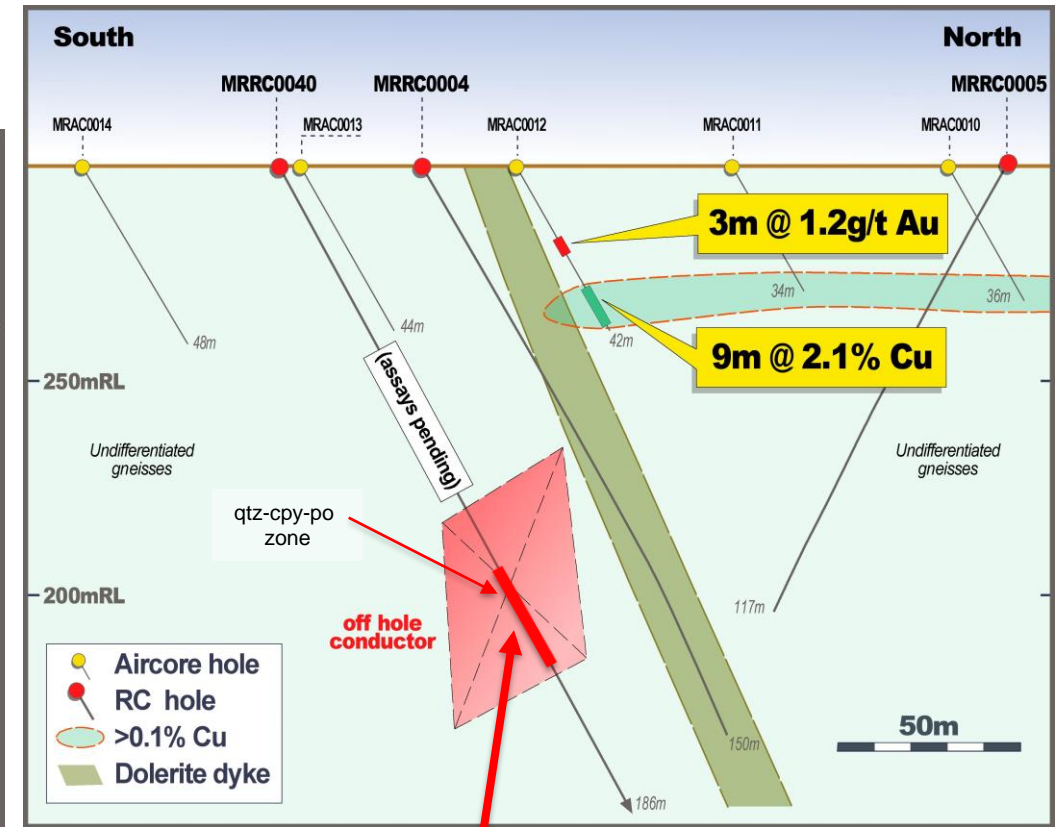 South
North
MRRC0040
MRRC0004
MRRC0005
MRAC0014
MRAC0013
MRAC0012
MRAC0011
MRAC0010
3m @ 1.2g/t Au
34m
36m
48m
44m
42m
9m @ 2.1% Cu
250mRL
(assays pending)
Undifferentiated
gneisses
Undifferentiated
gneisses
qtz-cpy-po
zone
200mRL
117m
off hole
conductor
Aircore hole
RC hole
>0.1% Cu
Dolerite dyke
50m
150m
186m